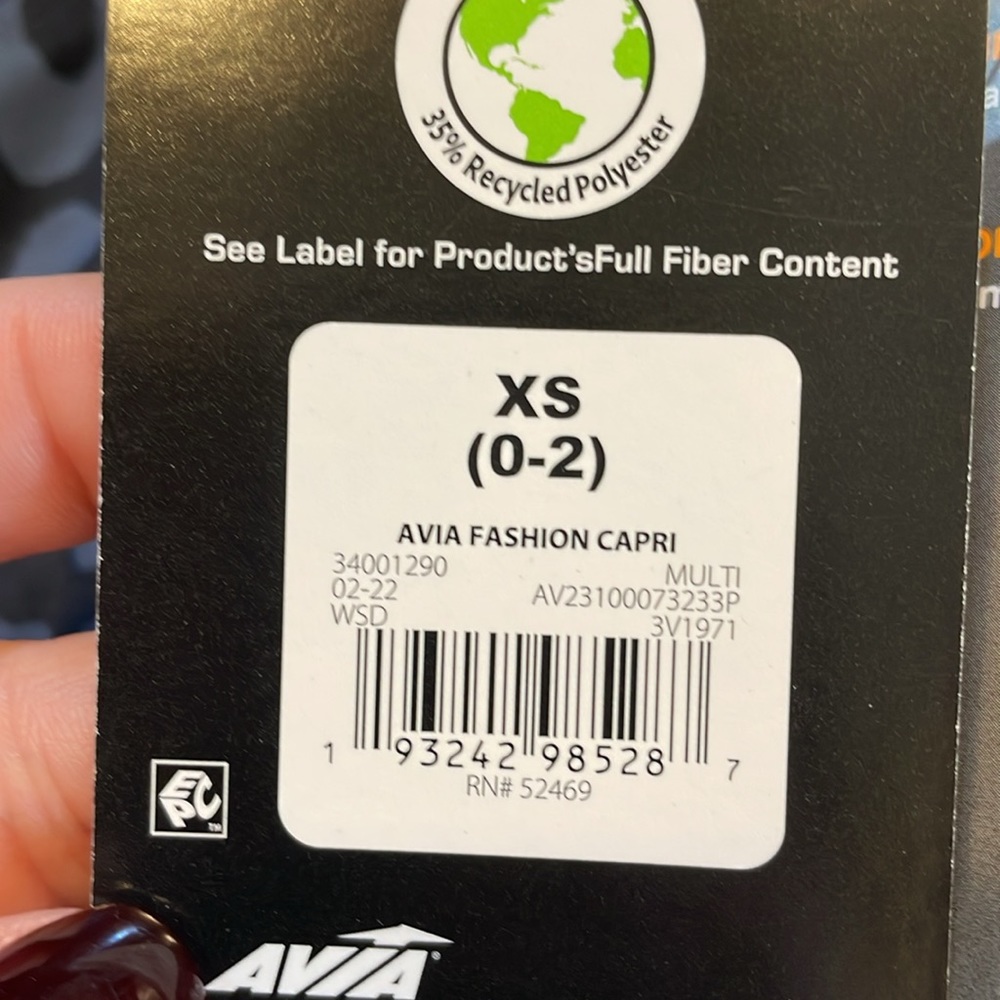 35% Recycled Polyester
See Label for Product'sFull Fiber Content
XS
(0-2)
AVIA FASHION CAPRI
34001290 MULTI
02-22 AV23100073233P
WSD 3V1971
1 93242 98528 7
RN# 52469
EPC TM
AVIA